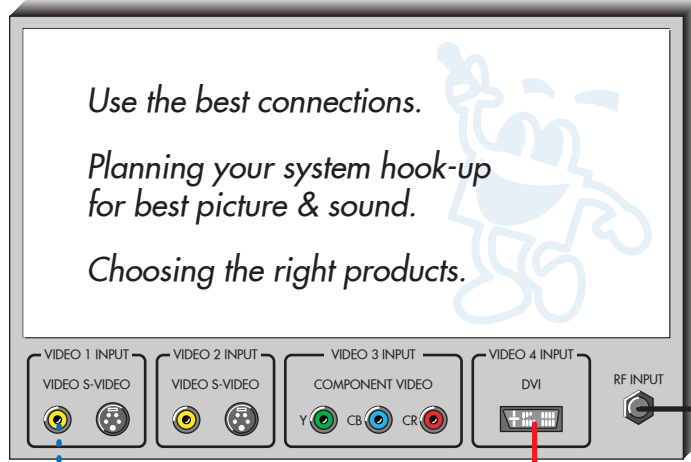 Use the best connections.
Planning your system hook-up
for best picture & sound.
Choosing the right products.
VIDEO 1 INPUT
VIDEO S-VIDEO
VIDEO 2 INPUT
VIDEO S-VIDEO
VIDEO 3 INPUT
COMPONENT VIDEO
Y CB CR
VIDEO 4 INPUT
DVI
RF INPUT